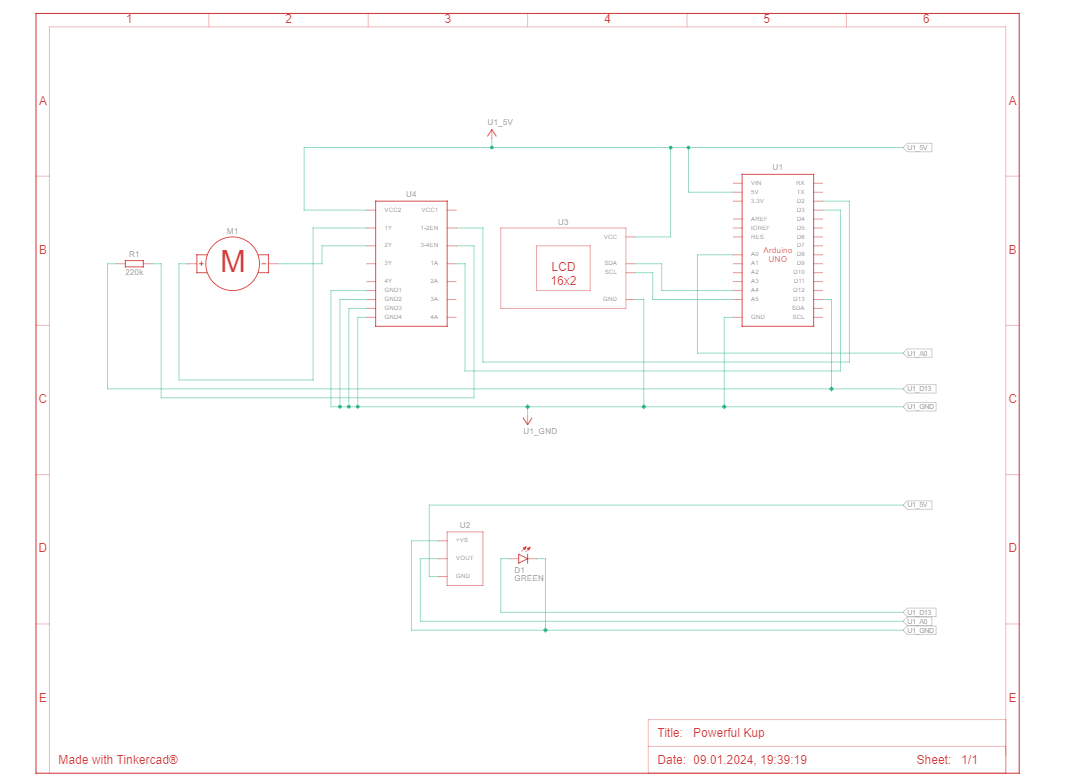 1 2 3 4 5 6
A A
U1_5V
U1_5V
U1
VIN RX
5V TX
3.3V D2
D3
AREF D4
IOREF D5
RES D6
D7
A0 D8
A1 D9
A2 D10
A3 D11
A4 D12
A5 D13
SDA
GND SCL
Arduino
UNO
U4
VCC2 VCC1
1Y 1-2EN
2Y 3-4EN
3Y 1A
4Y 2A
GND1
GND2 3A
GND3
GND4 4A
U3
VCC
SDA
SCL
GND
LCD
16x2
M1
M
+ -
R1
220k
B B
U1_A0
U1_D13
U1_GND
C C
U1_GND
U1_5V
U2
+VS
VOUT
GND
D1
GREEN
D D
U1_D13
U1_A0
U1_GND
E E
Title: Powerful Kup
Made with Tinkercad®
Date: 09.01.2024, 19:39:19 Sheet: 1/1